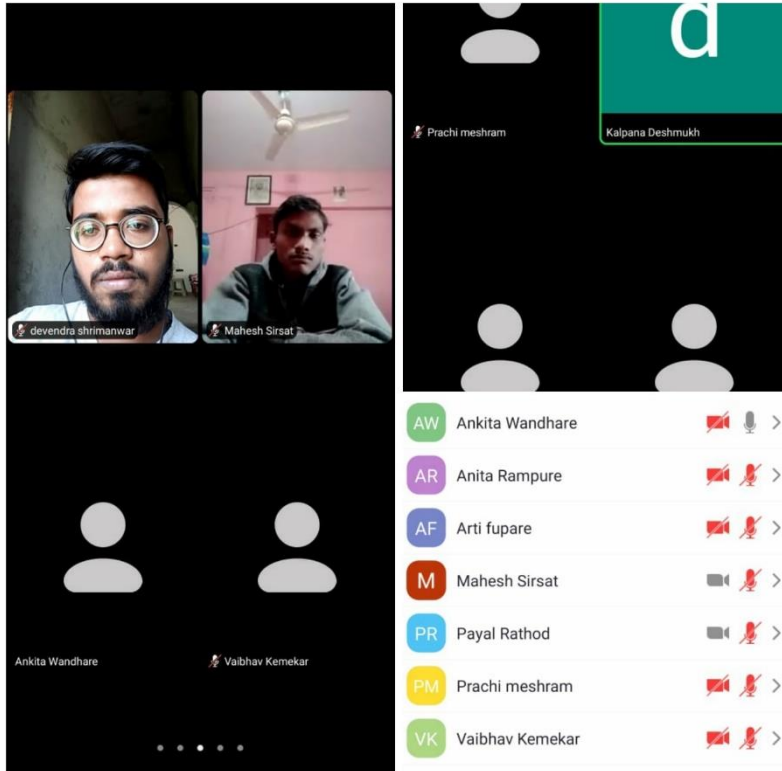 devendra shrimanwar
Mahesh Sirsat
Ankita Wandhare
Vaibhav Kemekar
d
Prachi meshram
Kalpana Deshmukh
AW Ankita Wandhare
AR Anita Rampure
AF Arti fupare
M Mahesh Sirsat
PR Payal Rathod
PM Prachi meshram
VK Vaibhav Kemekar